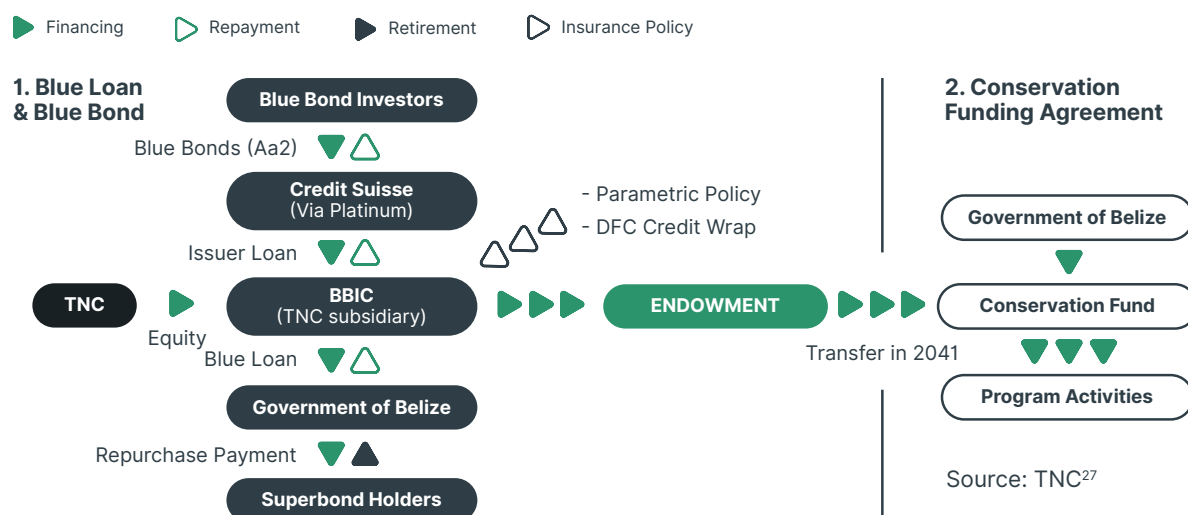 Financing
Repayment
Retirement
Insurance Policy
1. Blue Loan
& Blue Bond
Blue Bond Investors
Blue Bonds (Aa2)
Credit Suisse
(Via Platinum)
- Parametric Policy
- DFC Credit Wrap
Issuer Loan
TNC
Equity
BBIC
(TNC subsidiary)
ENDOWMENT
Blue Loan
Government of Belize
Repurchase Payment
Superbond Holders
2. Conservation
Funding Agreement
Government of Belize
Conservation Fund
Transfer in 2041
Program Activities
Source: TNC27